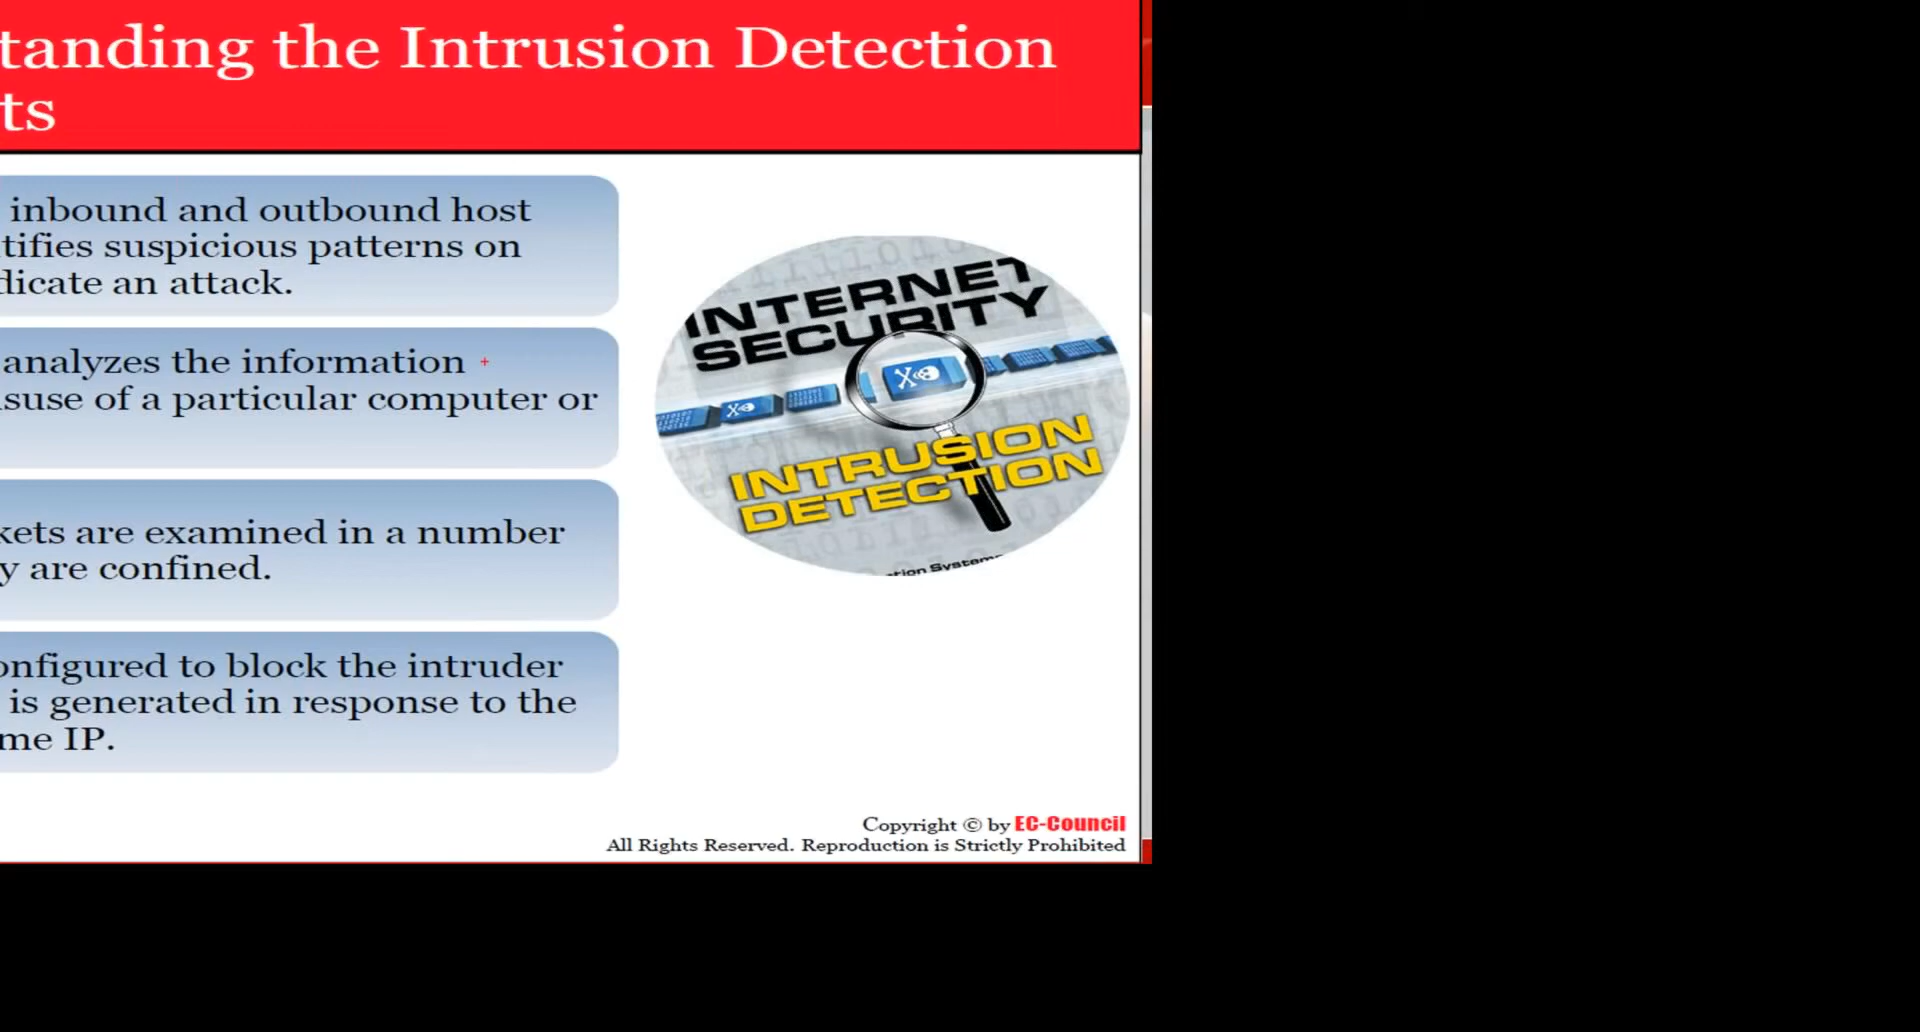 tanding the Intrusion Detection
ts
inbound and outbound host
tifies suspicious patterns on
dicate an attack.
analyzes the information
suse of a particular computer or
kets are examined in a number
y are confined.
onfigured to block the intruder
is generated in response to the
me IP.
INTERNET
SECURITY
INTRUSION
DETECTION
tion Systems
Copyright © by EC-Council
All Rights Reserved. Reproduction is Strictly Prohibited